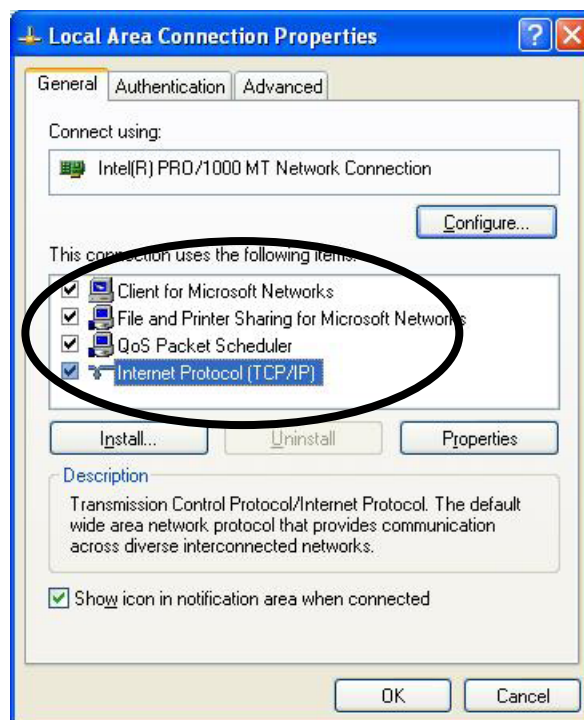 Local Area Connection Properties
General Authentication Advanced
Connect using:
Intel(R) PRO/1000 MT Network Connection
Configure...
This connection uses the following items:
Client for Microsoft Networks
File and Printer Sharing for Microsoft Networks
QoS Packet Scheduler
Internet Protocol (TCP/IP)
Install... Uninstall Properties
Description
Transmission Control Protocol/Internet Protocol. The default
wide area network protocol that provides communication
across diverse interconnected networks.
Show icon in notification area when connected
OK Cancel